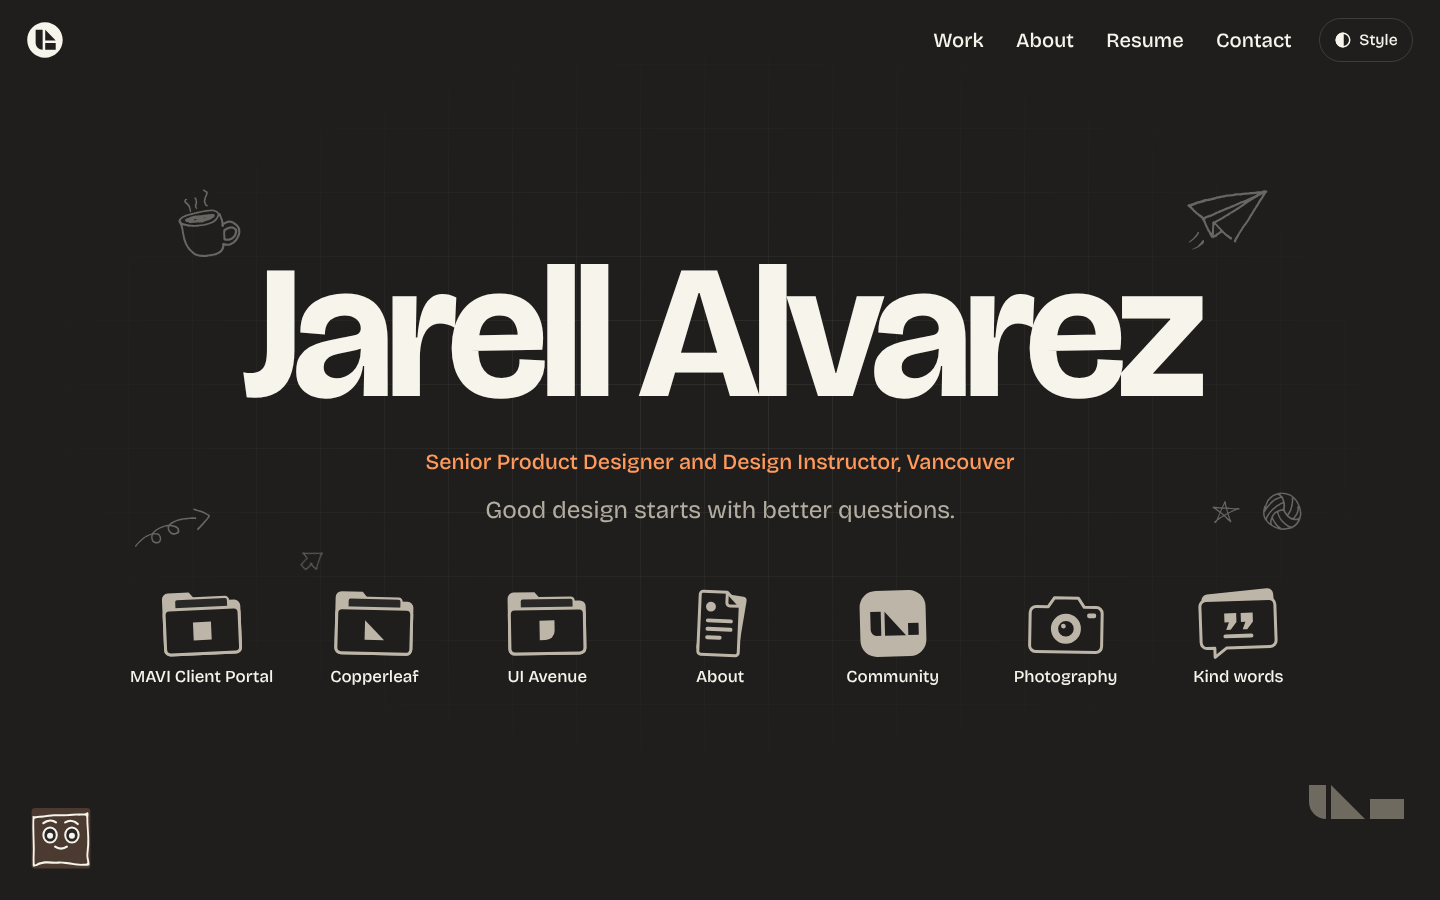 Work About Resume Contact Style
Jarell Alvarez
Senior Product Designer and Design Instructor, Vancouver
Good design starts with better questions.
MAVI Client Portal Copperleaf UI Avenue About Community Photography Kind words